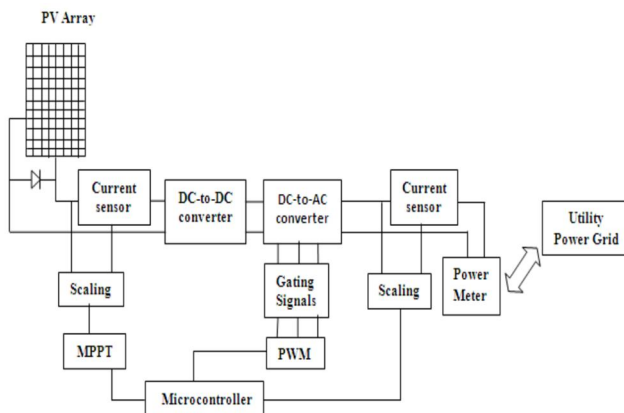 PV Array
Current
sensor
DC-to-DC
converter
DC-to-AC
converter
Current
sensor
Utility
Power Grid
Scaling
Gating
Signals
Scaling
Power
Meter
MPPT
PWM
Microcontroller